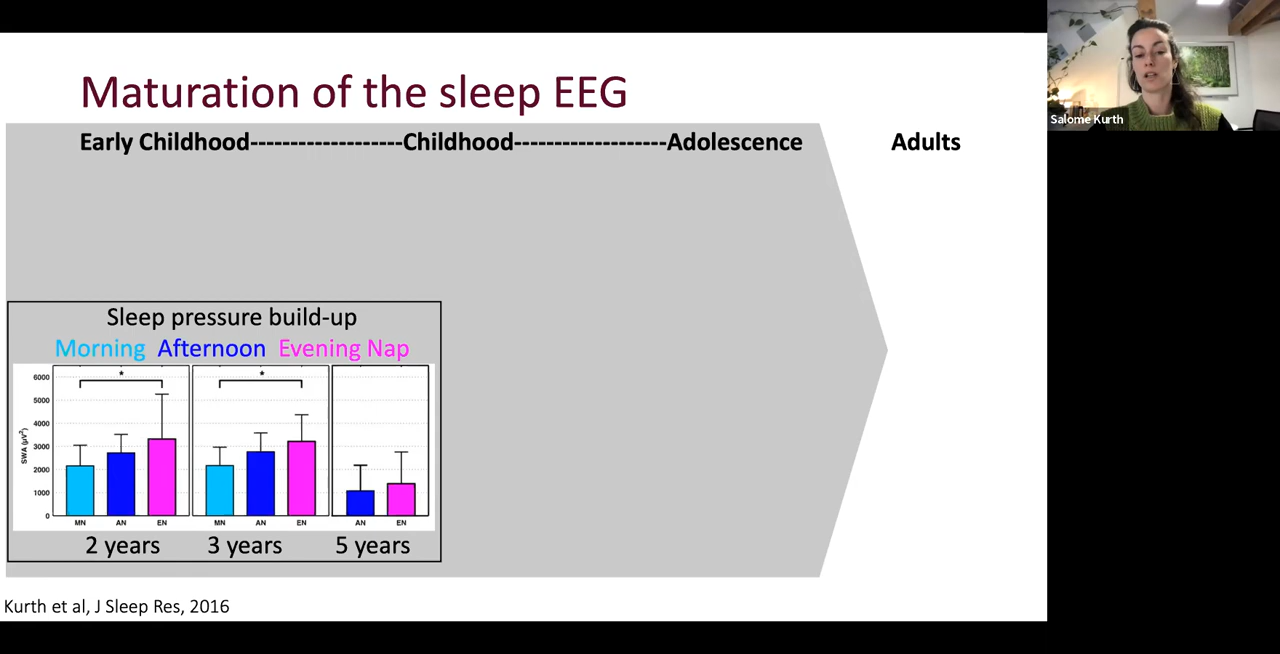 Maturation of the sleep EEG
Salome Kurth
Early Childhood-------------------Childhood-------------------Adolescence
Adults
Sleep pressure build-up
Morning Afternoon Evening Nap
SWA (μV²)
6000
5000
4000
3000
2000
1000
0
*
*
MN AN EN
MN AN EN
AN EN
2 years 3 years 5 years
Kurth et al, J Sleep Res, 2016